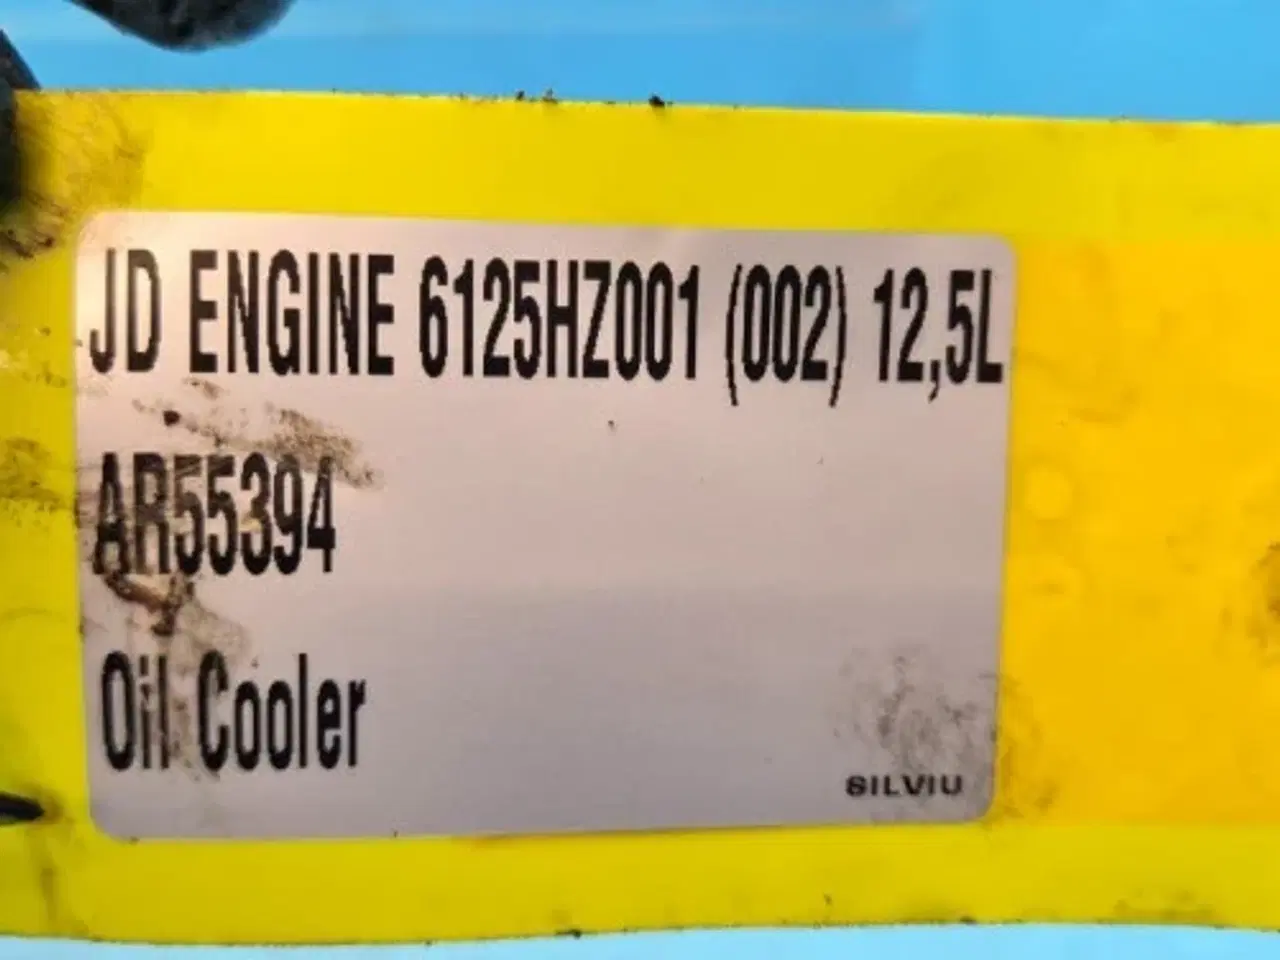 JD ENGINE 6125HZ001 (002) 12,5L
AR55394
Oil Cooler
SILVIU